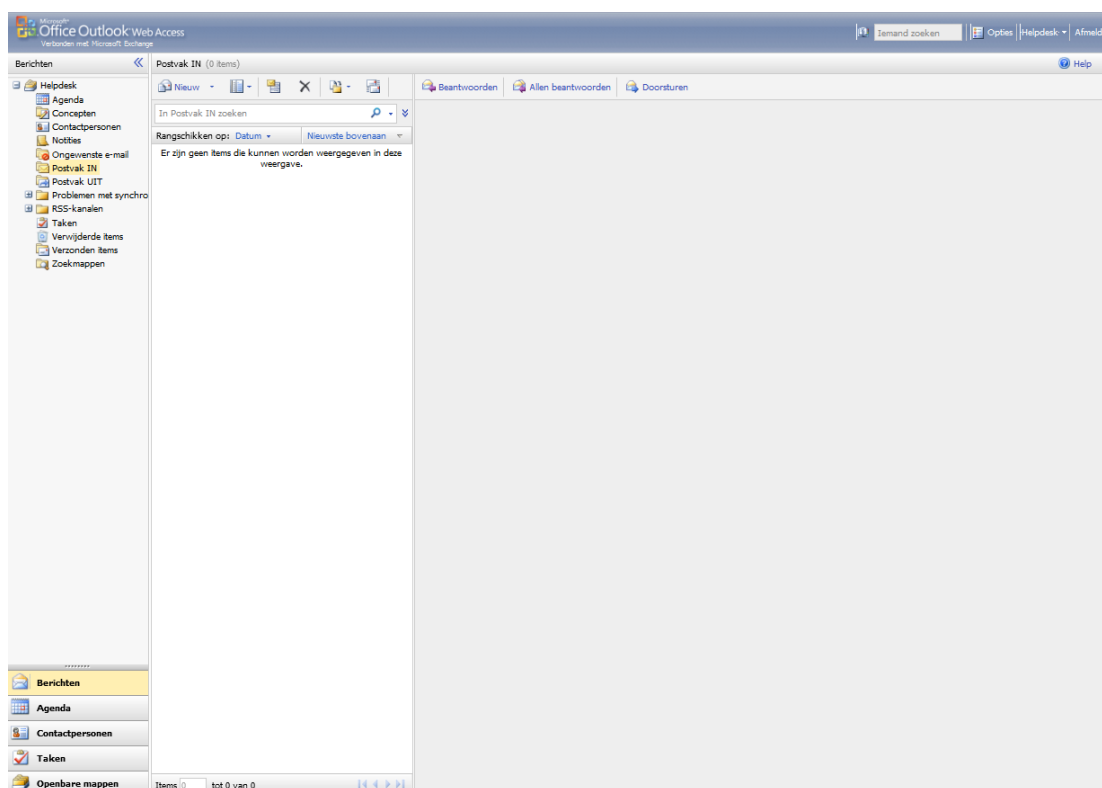 Microsoft®
Office Outlook Web Access
Verbonden met Microsoft Exchange
Iemand zoeken
Opties
Helpdesk
Afmeld
Berichten
Postvak IN (0 items)
Help
Helpdesk
Agenda
Concepten
Contactpersonen
Notities
Ongewenste e-mail
Postvak IN
Postvak UIT
Problemen met synchro
RSS-kanalen
Taken
Verwijderde items
Verzonden items
Zoekmappen
Nieuw
In Postvak IN zoeken
Rangschikken op: Datum
Nieuwste bovenaan
Er zijn geen items die kunnen worden weergegeven in deze
weergave.
Beantwoorden
Allen beantwoorden
Doorsturen
Berichten
Agenda
Contactpersonen
Taken
Openbare mappen
Items 0 tot 0 van 0